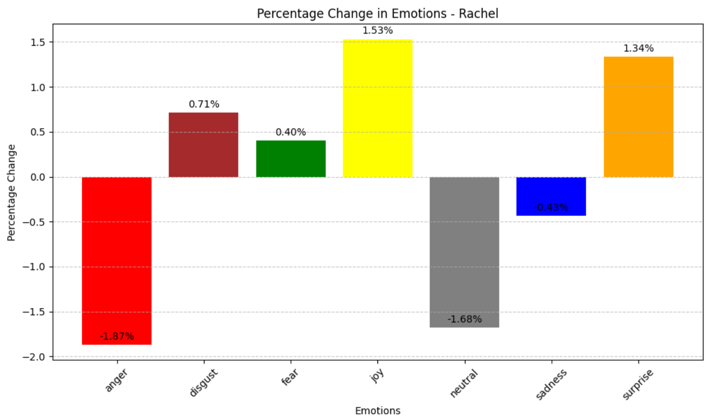 Percentage Change in Emotions - Rachel
1.53%
1.34%
0.71%
0.40%
-0.43%
-1.68%
-1.87%
1.5
1.0
0.5
0.0
−0.5
−1.0
−1.5
−2.0
Percentage Change
anger
disgust
fear
joy
neutral
sadness
surprise
Emotions